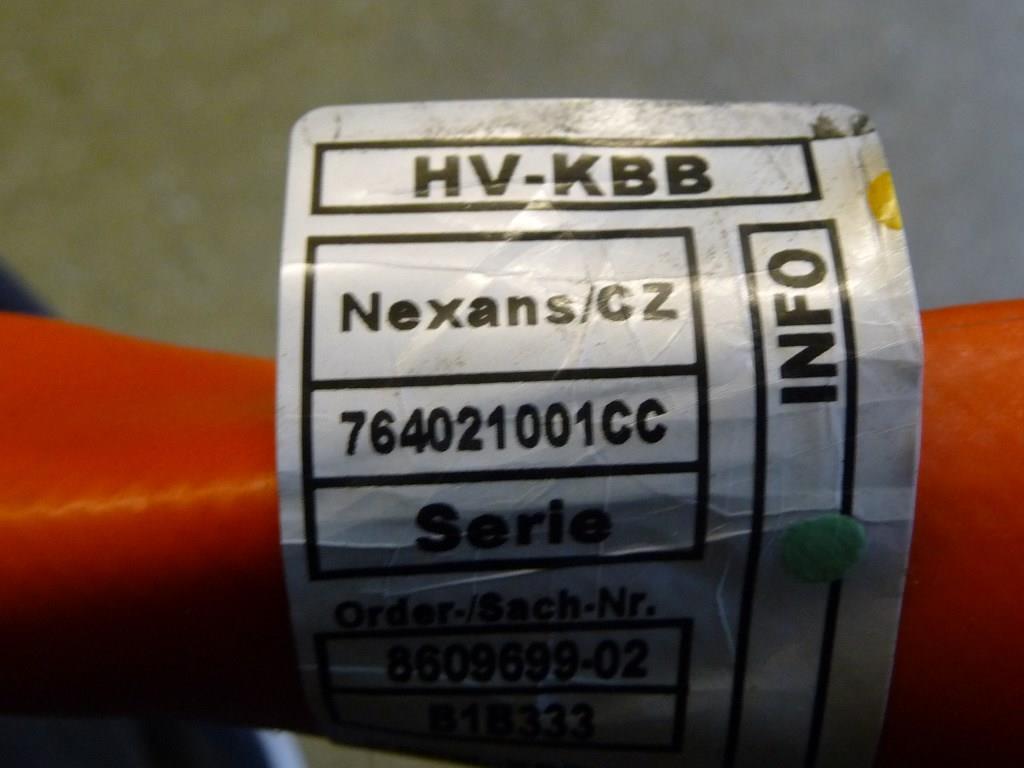 HV-KBB
Nexans/CZ
764021001CC
Serie
INFO
Order-/Sach-Nr.
8609699-02
B1B333